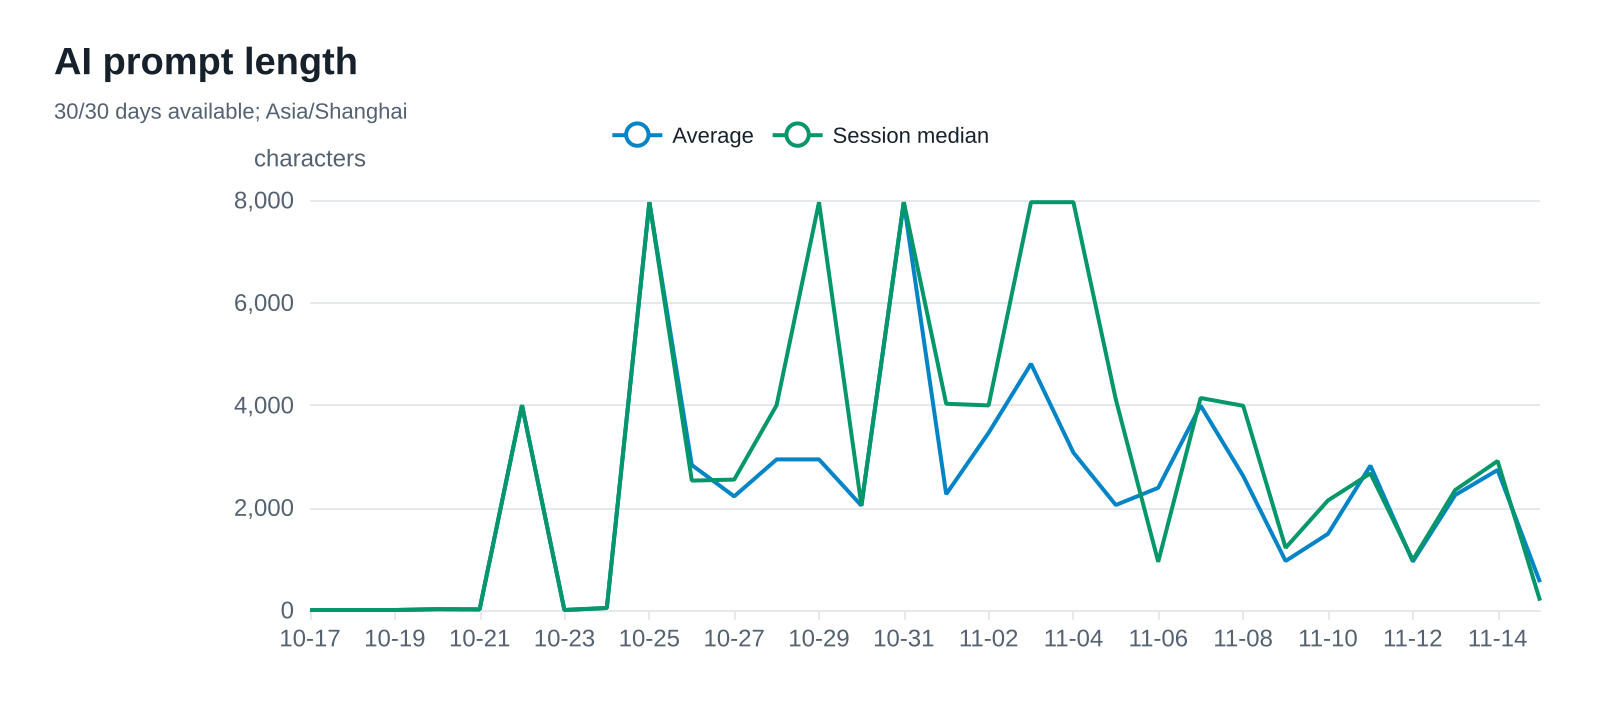 AI prompt length
30/30 days available; Asia/Shanghai
Average Session median
characters
8,000
6,000
4,000
2,000
0
10-17 10-19 10-21 10-23 10-25 10-27 10-29 10-31 11-02 11-04 11-06 11-08 11-10 11-12 11-14